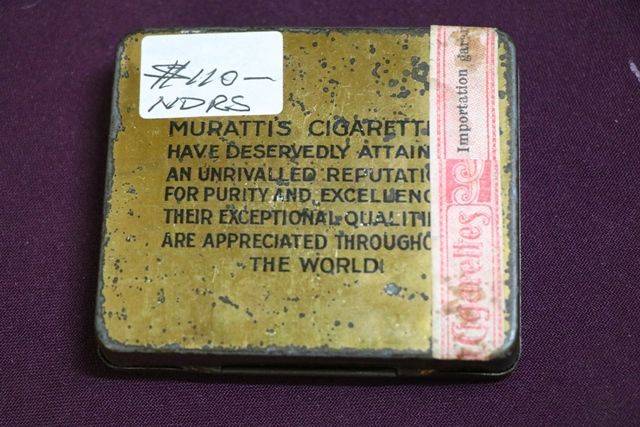 $110-
NDRS
MURATTI'S CIGARETT
HAVE DESERVEDLY ATTAIN
AN UNRIVALLED REPUTATI
FOR PURITY AND EXCELLENC
THEIR EXCEPTIONAL QUALITI
ARE APPRECIATED THROUGHO
THE WORLD!
Importation gara
Cigarettes